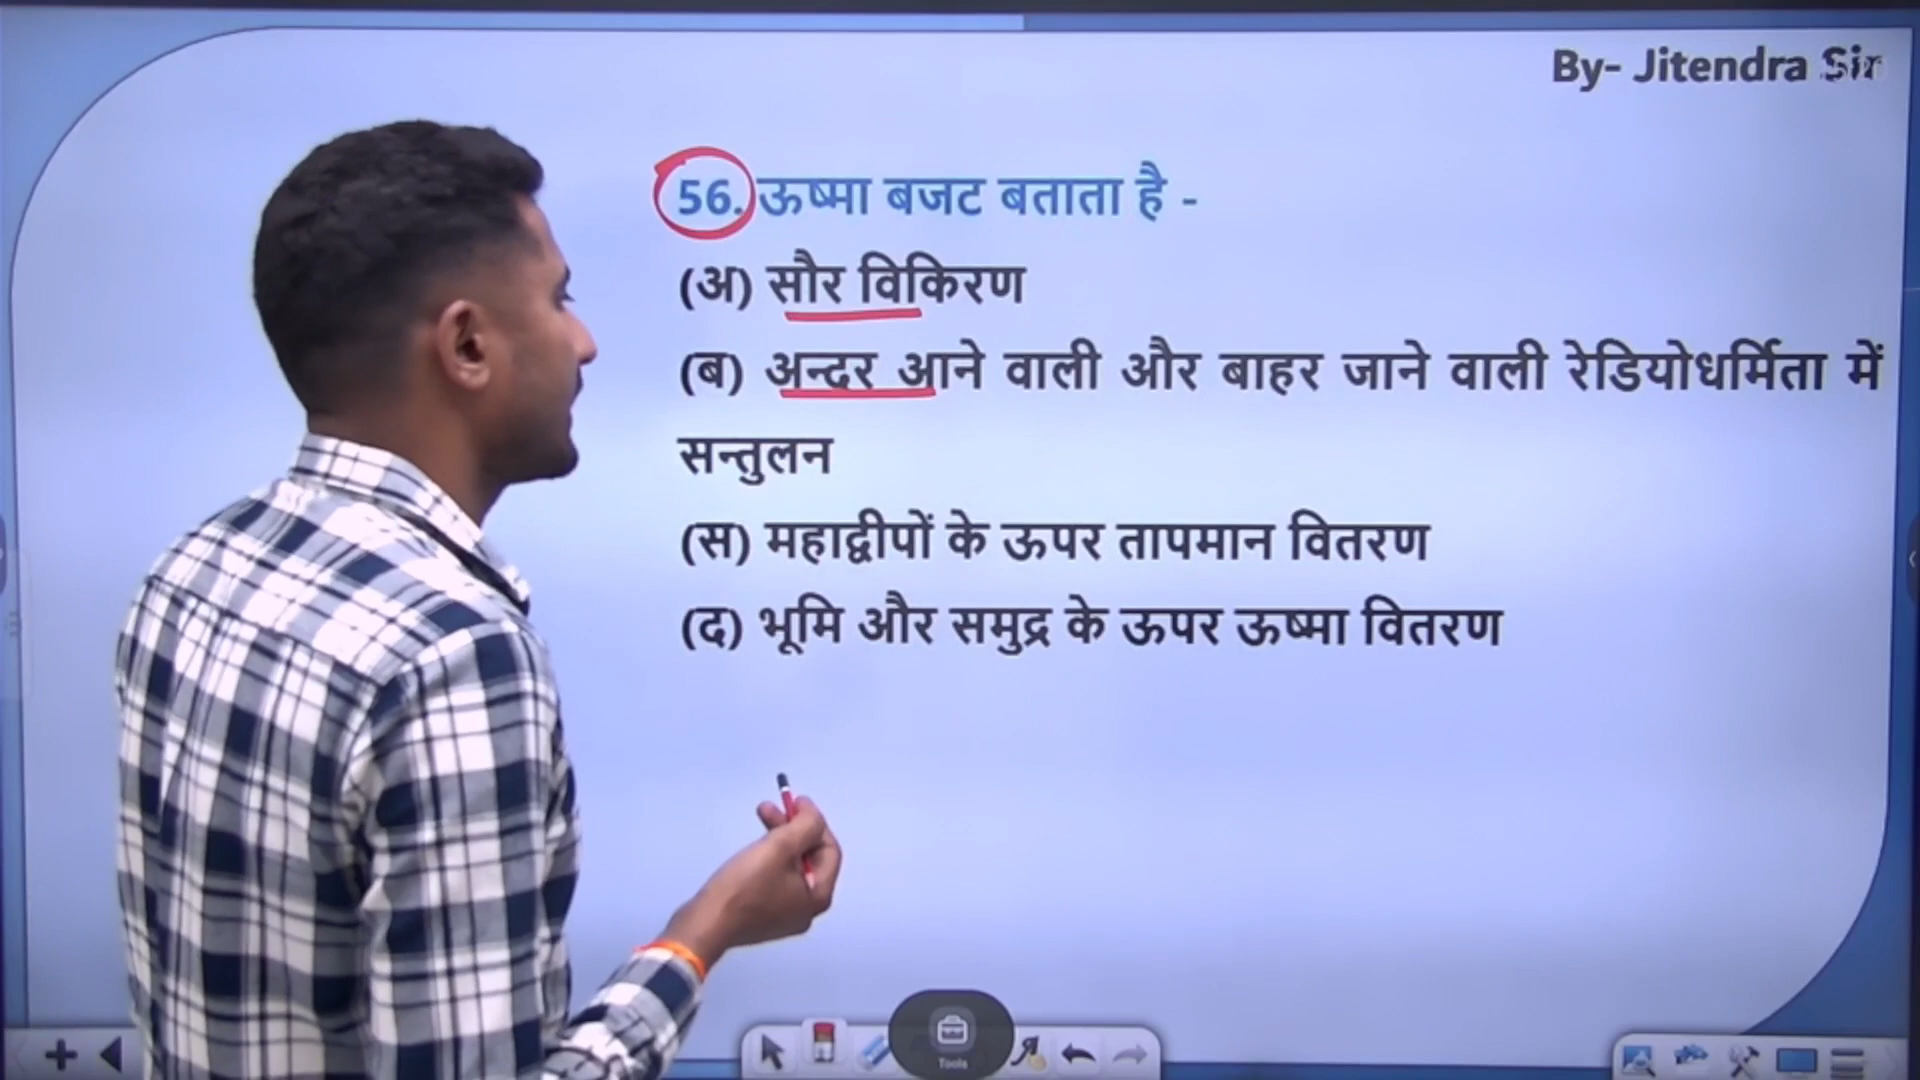 By- Jitendra Sir
56. ऊष्मा बजट बताता है -
(अ) सौर विकिरण
(ब) अन्दर आने वाली और बाहर जाने वाली रेडियोधर्मिता में
सन्तुलन
(स) महाद्वीपों के ऊपर तापमान वितरण
(द) भूमि और समुद्र के ऊपर ऊष्मा वितरण
Tools